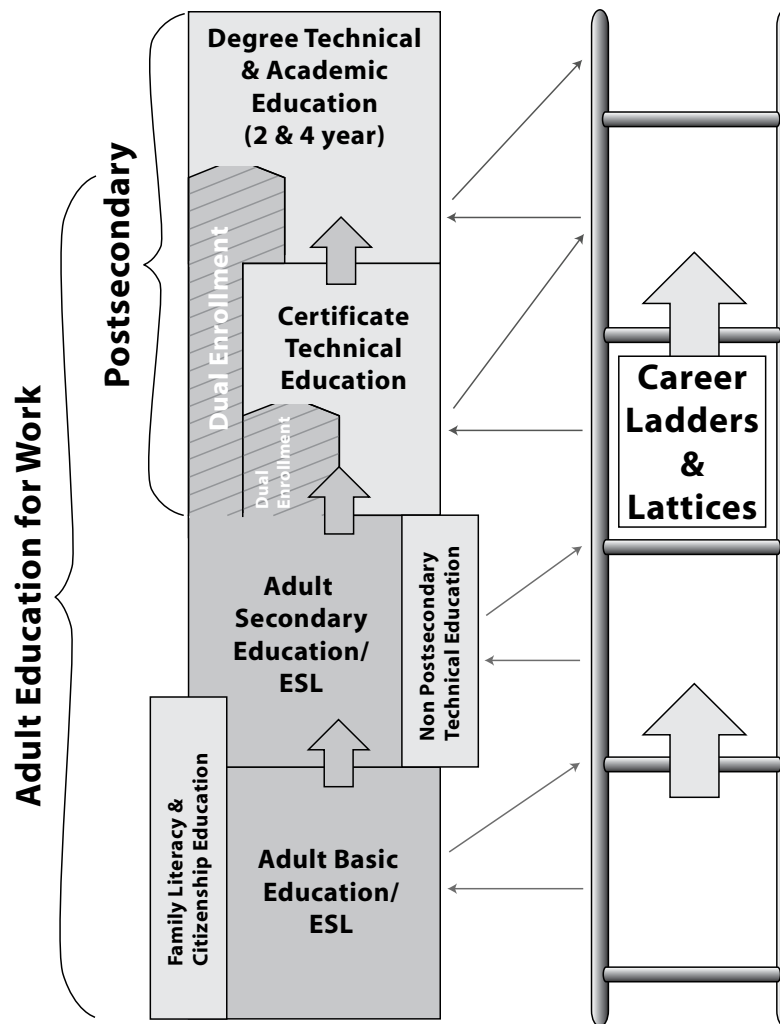 Degree Technical
& Academic
Education
(2 & 4 year)
Postsecondary
Dual Enrollment
Certificate
Technical
Education
Dual
Enrollment
Career
Ladders
&
Lattices
Adult Education for Work
Adult
Secondary
Education/
ESL
Non Postsecondary
Technical Education
Family Literacy &
Citizenship Education
Adult Basic
Education/
ESL